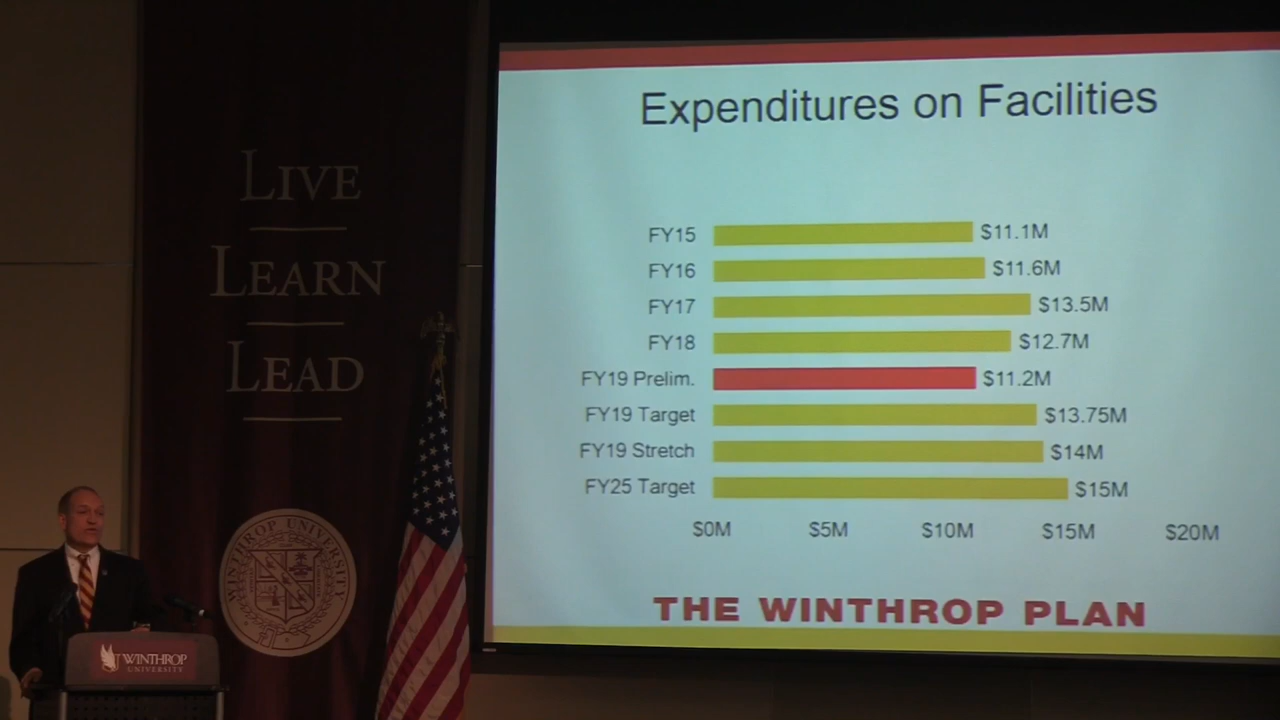 LIVE
LEARN
LEAD
WINTHROP UNIVERSITY
WINTHROP
UNIVERSITY
Expenditures on Facilities
FY15 $11.1M
FY16 $11.6M
FY17 $13.5M
FY18 $12.7M
FY19 Prelim. $11.2M
FY19 Target $13.75M
FY19 Stretch $14M
FY25 Target $15M
$0M $5M $10M $15M $20M
THE WINTHROP PLAN